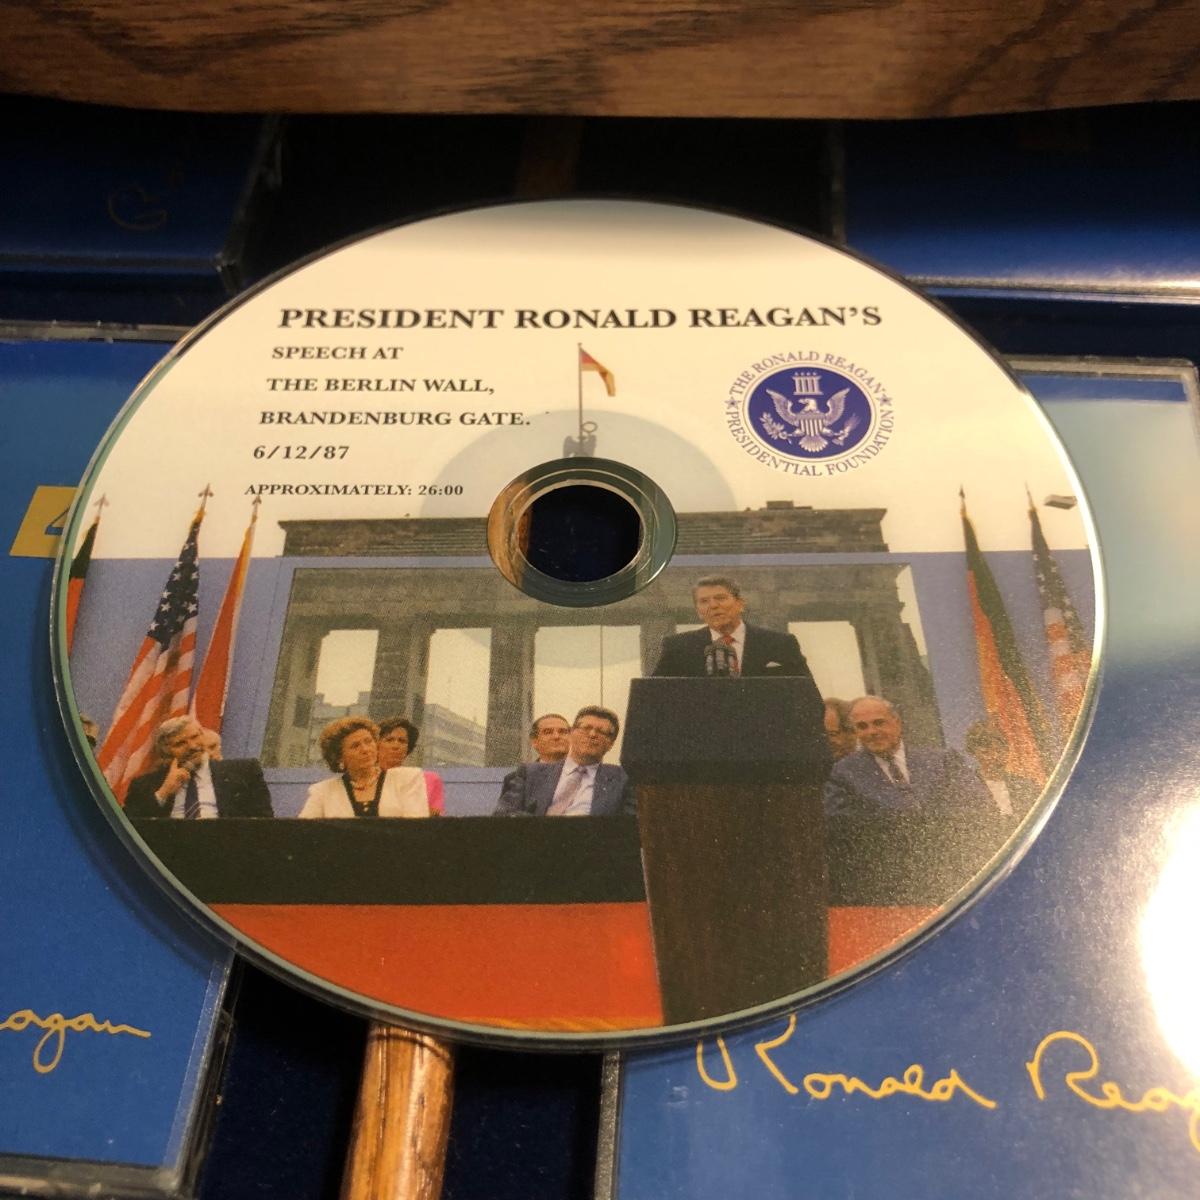 PRESIDENT RONALD REAGAN'S
SPEECH AT
THE BERLIN WALL,
BRANDENBURG GATE.
6/12/87
APPROXIMATELY: 26:00
★THE RONALD REAGAN★
PRESIDENTIAL FOUNDATION
agan
Ronald Reag